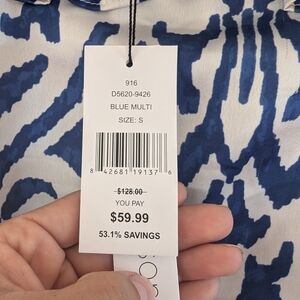 916
D5620-9426
BLUE MULTI
SIZE: S
8 42681 19137 6
$128.00
YOU PAY
$59.99
53.1% SAVINGS